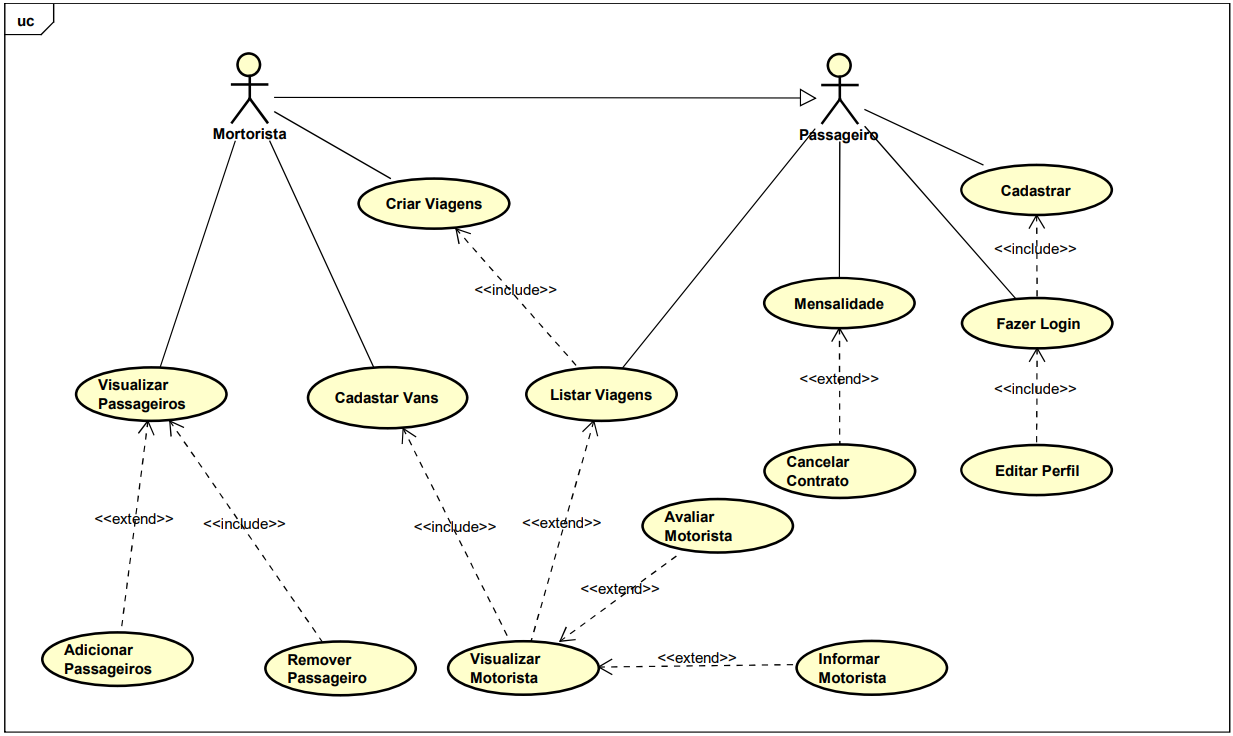 uc
Mortorista
Passageiro
Criar Viagens
Cadastrar
<<include>>
<<include>>
Mensalidade
Fazer Login
Visualizar
Passageiros
Cadastar Vans
Listar Viagens
<<extend>>
<<include>>
Cancelar
Contrato
Editar Perfil
<<extend>>
<<include>>
<<include>>
<<extend>>
Avaliar
Motorista
<<extend>>
Adicionar
Passageiros
Remover
Passageiro
Visualizar
Motorista
<<extend>>
Informar
Motorista